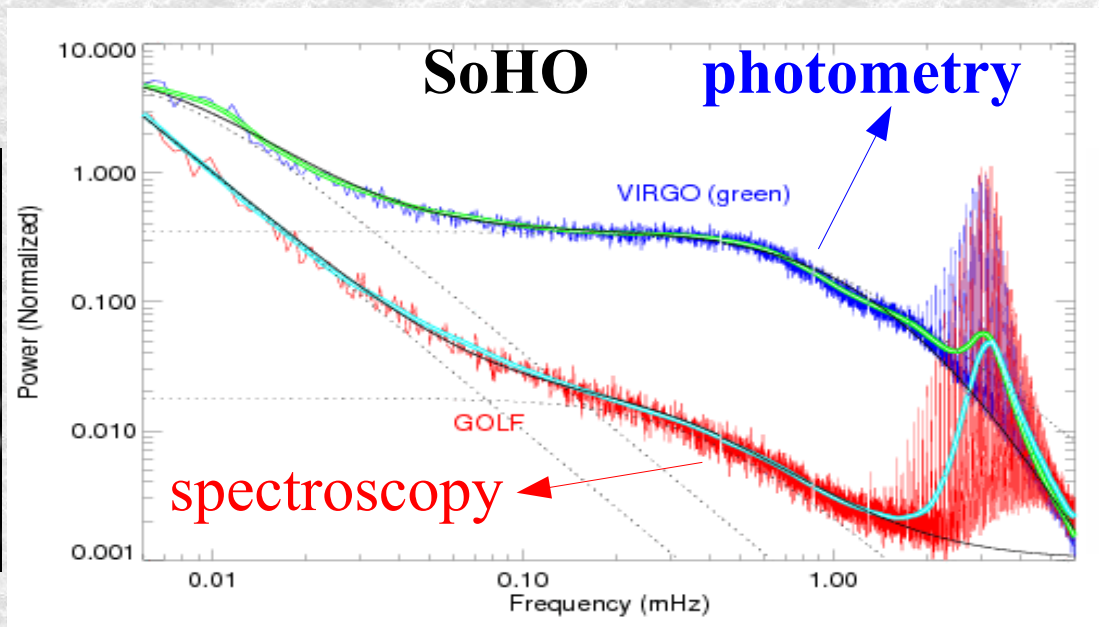 SoHO
photometry
10.000
1.000
0.100
0.010
0.001
Power (Normalized)
VIRGO (green)
GOLF
spectroscopy
0.01
0.10
1.00
Frequency (mHz)